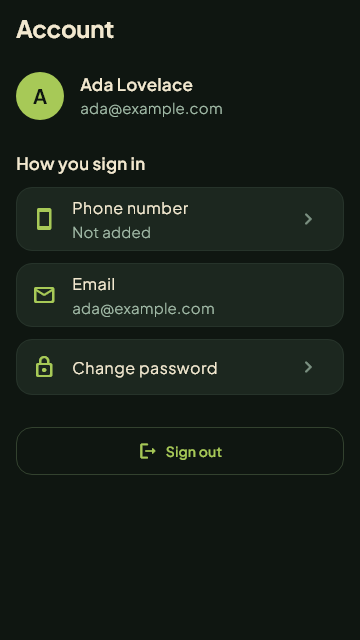 Account
A
Ada Lovelace
ada@example.com
How you sign in
Phone number
Not added
Email
ada@example.com
Change password
Sign out